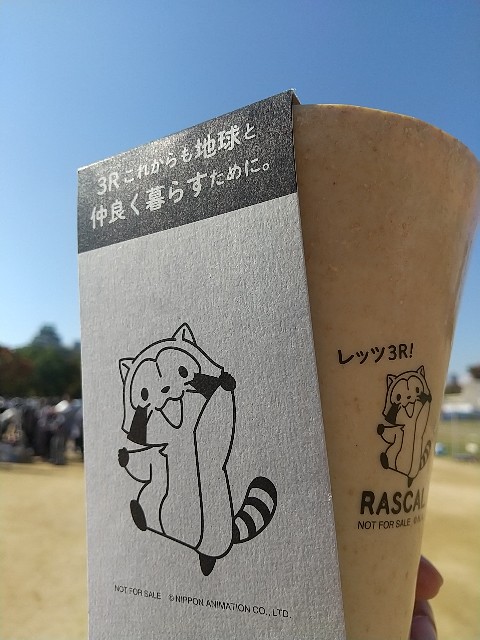 3Rこれからも地球と
仲良く暮らすために。
NOT FOR SALE ©NIPPON ANIMATION CO., LTD.
レッツ3R!
RASCAL
NOT FOR SALE ©